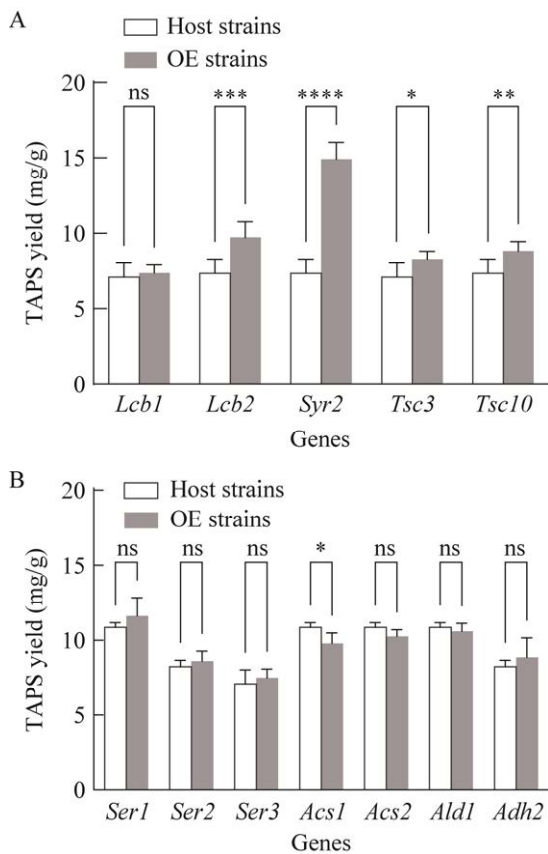 A
Host strains
OE strains
20
15
10
5
0
TAPS yield (mg/g)
ns
***
****
*
**
Lcb1 Lcb2 Syr2 Tsc3 Tsc10
Genes
B
Host strains
OE strains
20
15
10
5
0
TAPS yield (mg/g)
ns ns ns * ns ns ns
Ser1 Ser2 Ser3 Acs1 Acs2 Ald1 Adh2
Genes